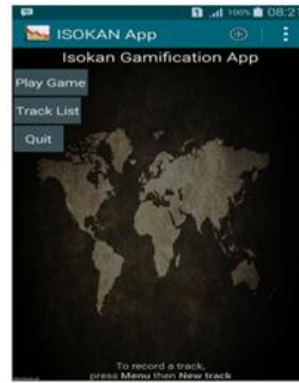 1 100% 08:2
ISOKAN App
Isokan Gamification App
Play Game
Track List
Quit
To record a track,
press Menu then New track